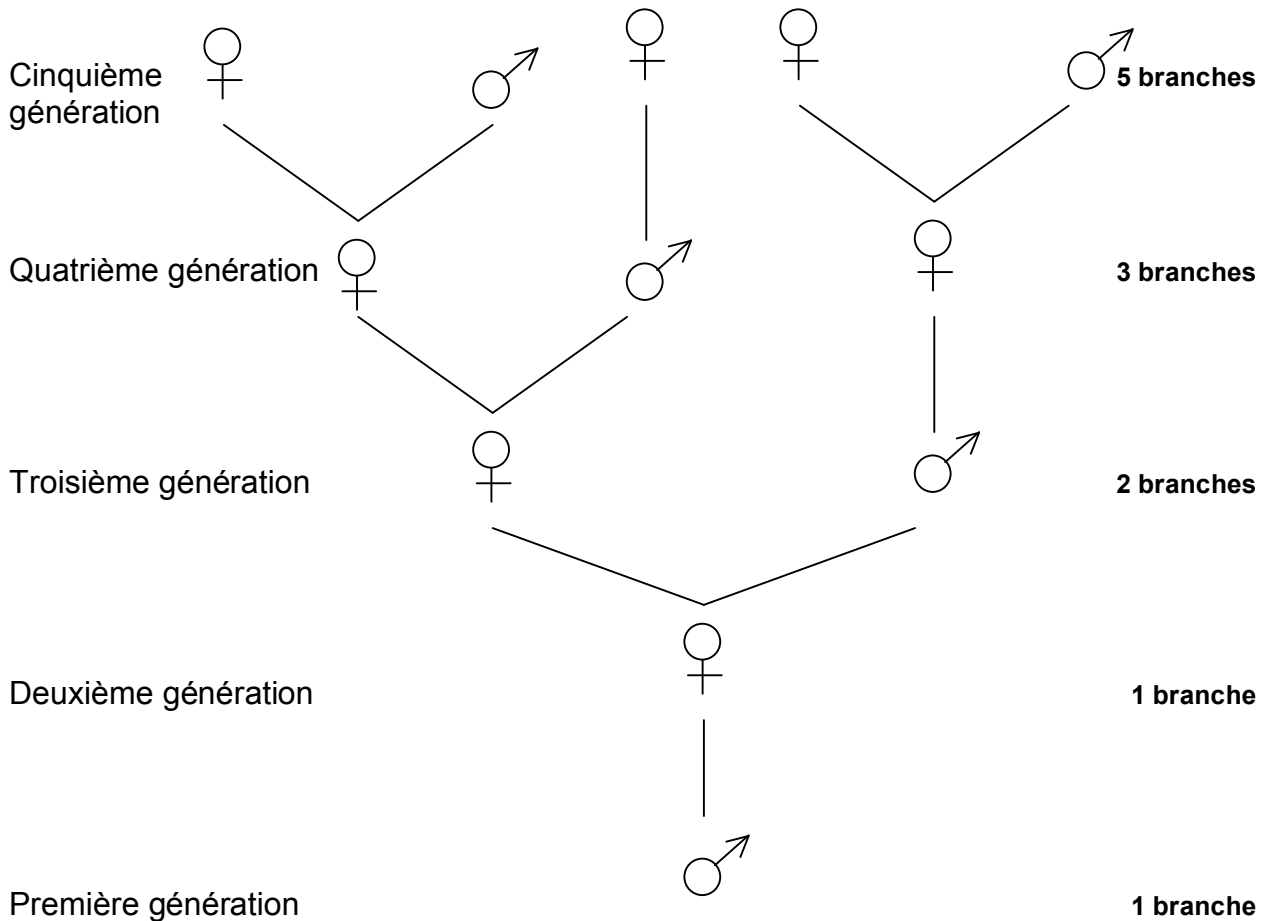 Cinquième
génération
5 branches
Quatrième génération
3 branches
Troisième génération
2 branches
Deuxième génération
1 branche
Première génération
1 branche